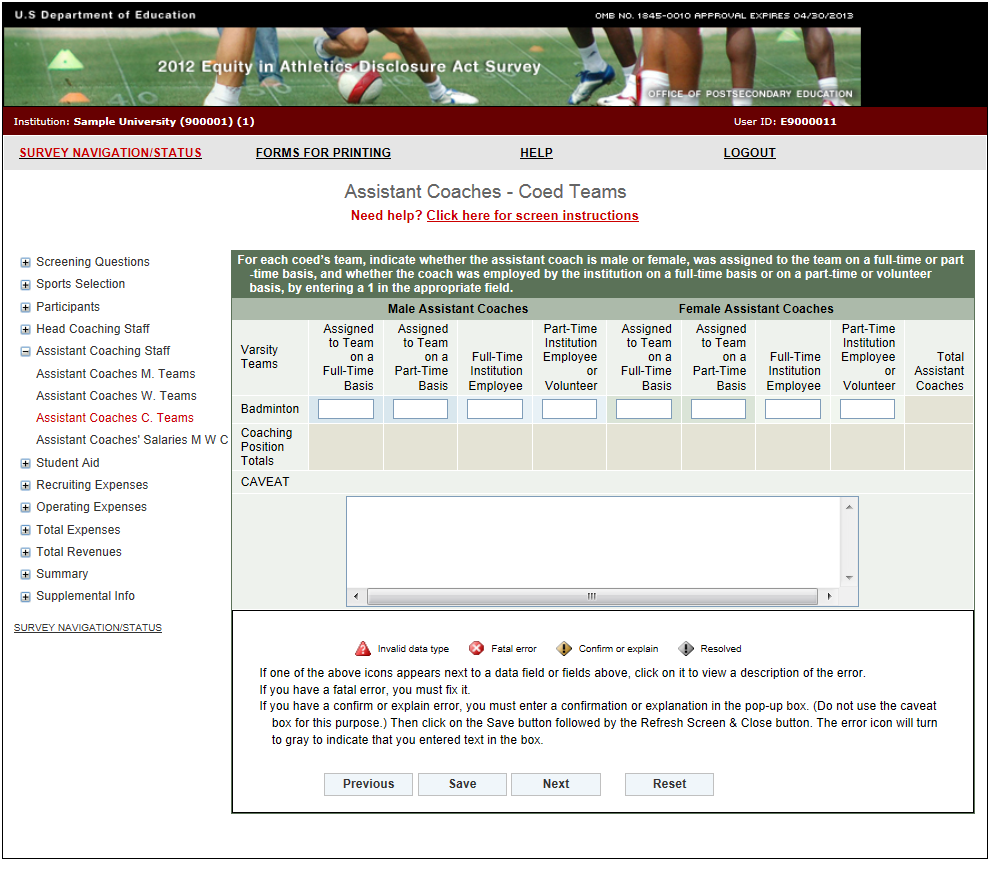 U.S Department of Education
OMB NO. 1845-0010 APPROVAL EXPIRES 04/30/2013
2012 Equity in Athletics Disclosure Act Survey
OFFICE OF POSTSECONDARY EDUCATION
Institution: Sample University (900001) (1)
User ID: E9000011
SURVEY NAVIGATION/STATUS
FORMS FOR PRINTING
HELP
LOGOUT
Assistant Coaches - Coed Teams
Need help? Click here for screen instructions
Screening Questions
Sports Selection
Participants
Head Coaching Staff
Assistant Coaching Staff
Assistant Coaches M. Teams
Assistant Coaches W. Teams
Assistant Coaches C. Teams
Assistant Coaches' Salaries M W C
Student Aid
Recruiting Expenses
Operating Expenses
Total Expenses
Total Revenues
Summary
Supplemental Info
SURVEY NAVIGATION/STATUS
For each coed's team, indicate whether the assistant coach is male or female, was assigned to the team on a full-time or part
-time basis, and whether the coach was employed by the institution on a full-time basis or on a part-time or volunteer
basis, by entering a 1 in the appropriate field.
Male Assistant Coaches
Female Assistant Coaches
Varsity
Teams
Assigned
to Team
on a
Full-Time
Basis
Assigned
to Team
on a
Part-Time
Basis
Full-Time
Institution
Employee
Part-Time
Institution
Employee
or
Volunteer
Assigned
to Team
on a
Full-Time
Basis
Assigned
to Team
on a
Part-Time
Basis
Full-Time
Institution
Employee
Part-Time
Institution
Employee
or
Volunteer
Total
Assistant
Coaches
Badminton
Coaching
Position
Totals
CAVEAT
Invalid data type
Fatal error
Confirm or explain
Resolved
If one of the above icons appears next to a data field or fields above, click on it to view a description of the error.
If you have a fatal error, you must fix it.
If you have a confirm or explain error, you must enter a confirmation or explanation in the pop-up box. (Do not use the caveat
box for this purpose.) Then click on the Save button followed by the Refresh Screen & Close button. The error icon will turn
to gray to indicate that you entered text in the box.
Previous
Save
Next
Reset